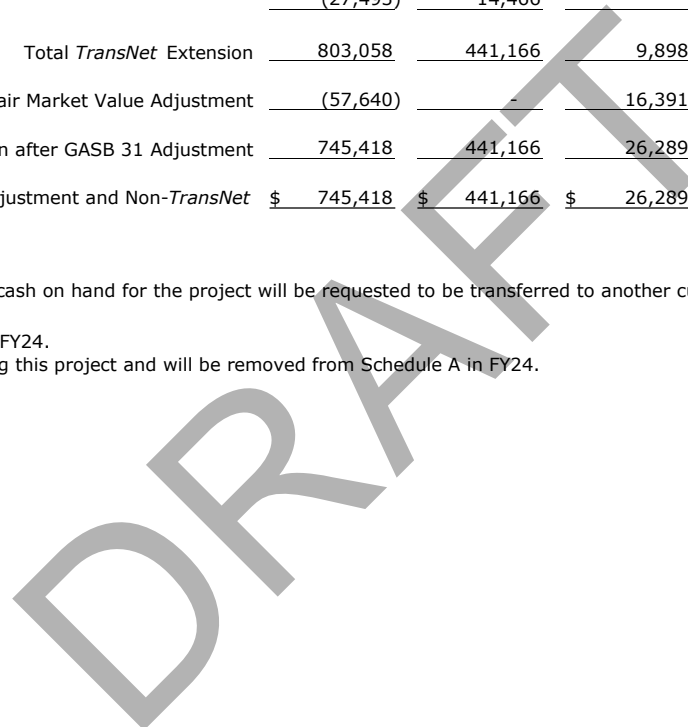 (27,495) 14,466
Total TransNet Extension 803,058 441,166 9,898
air Market Value Adjustment (57,640) - 16,391
n after GASB 31 Adjustment 745,418 441,166 26,289
justment and Non-TransNet $ 745,418 $ 441,166 $ 26,289
cash on hand for the project will be requested to be transferred to another cu
FY24.
g this project and will be removed from Schedule A in FY24.
DRAFT